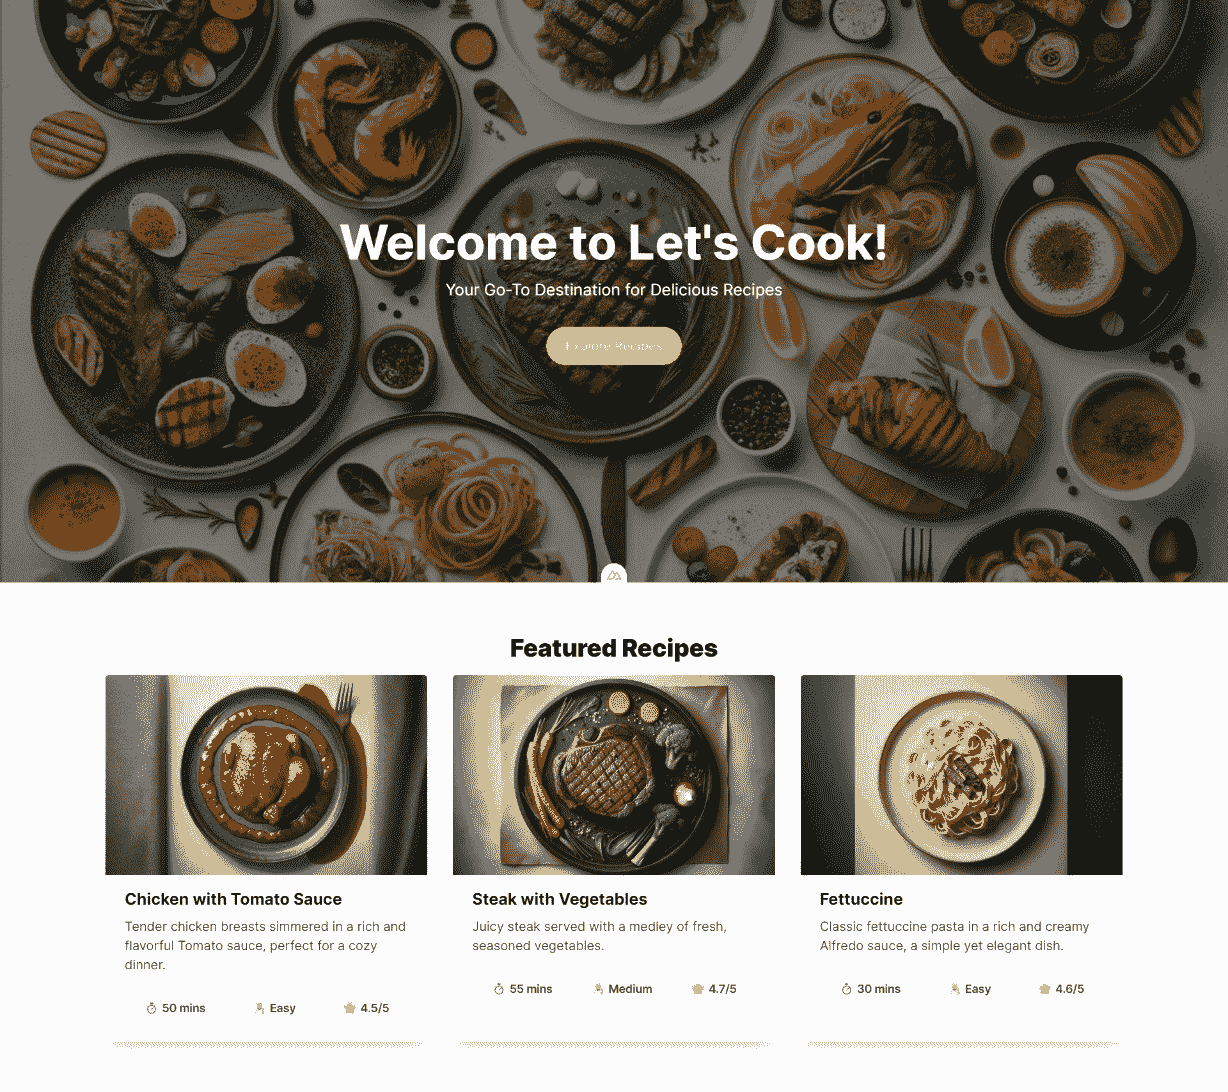 Welcome to Let's Cook!
Your Go-To Destination for Delicious Recipes
Explore Recipes
Featured Recipes
Chicken with Tomato Sauce
Tender chicken breasts simmered in a rich and
flavorful Tomato sauce, perfect for a cozy
dinner.
50 mins Easy 4.5/5
Steak with Vegetables
Juicy steak served with a medley of fresh,
seasoned vegetables.
55 mins Medium 4.7/5
Fettuccine
Classic fettuccine pasta in a rich and creamy
Alfredo sauce, a simple yet elegant dish.
30 mins Easy 4.6/5